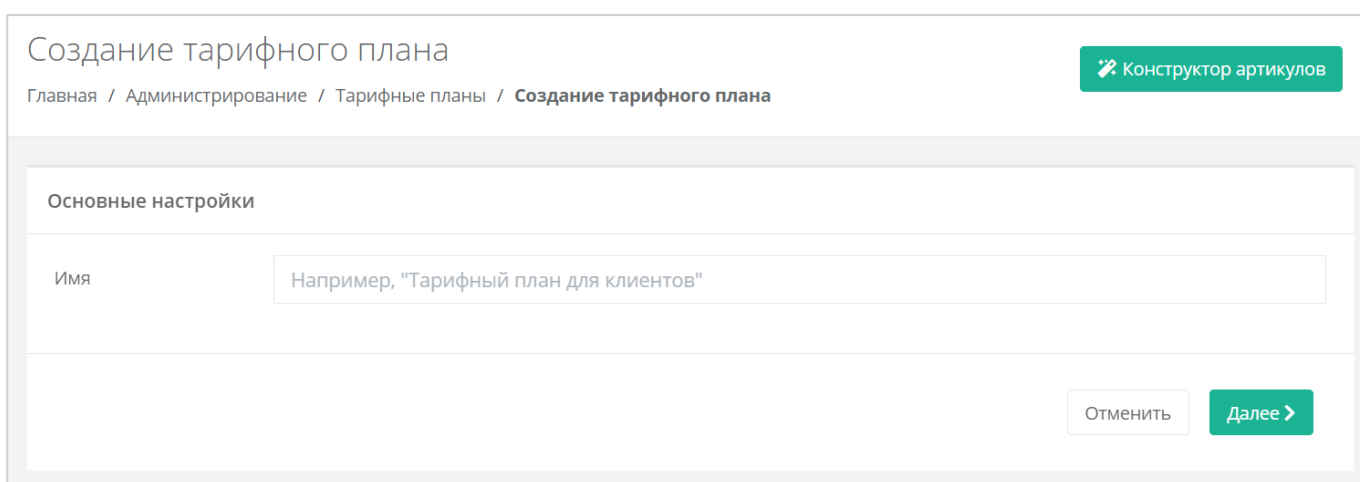 Создание тарифного плана
Конструктор артикулов
Главная / Администрирование / Тарифные планы / Создание тарифного плана
Основные настройки
Имя
Например, "Тарифный план для клиентов"
Отменить
Далее